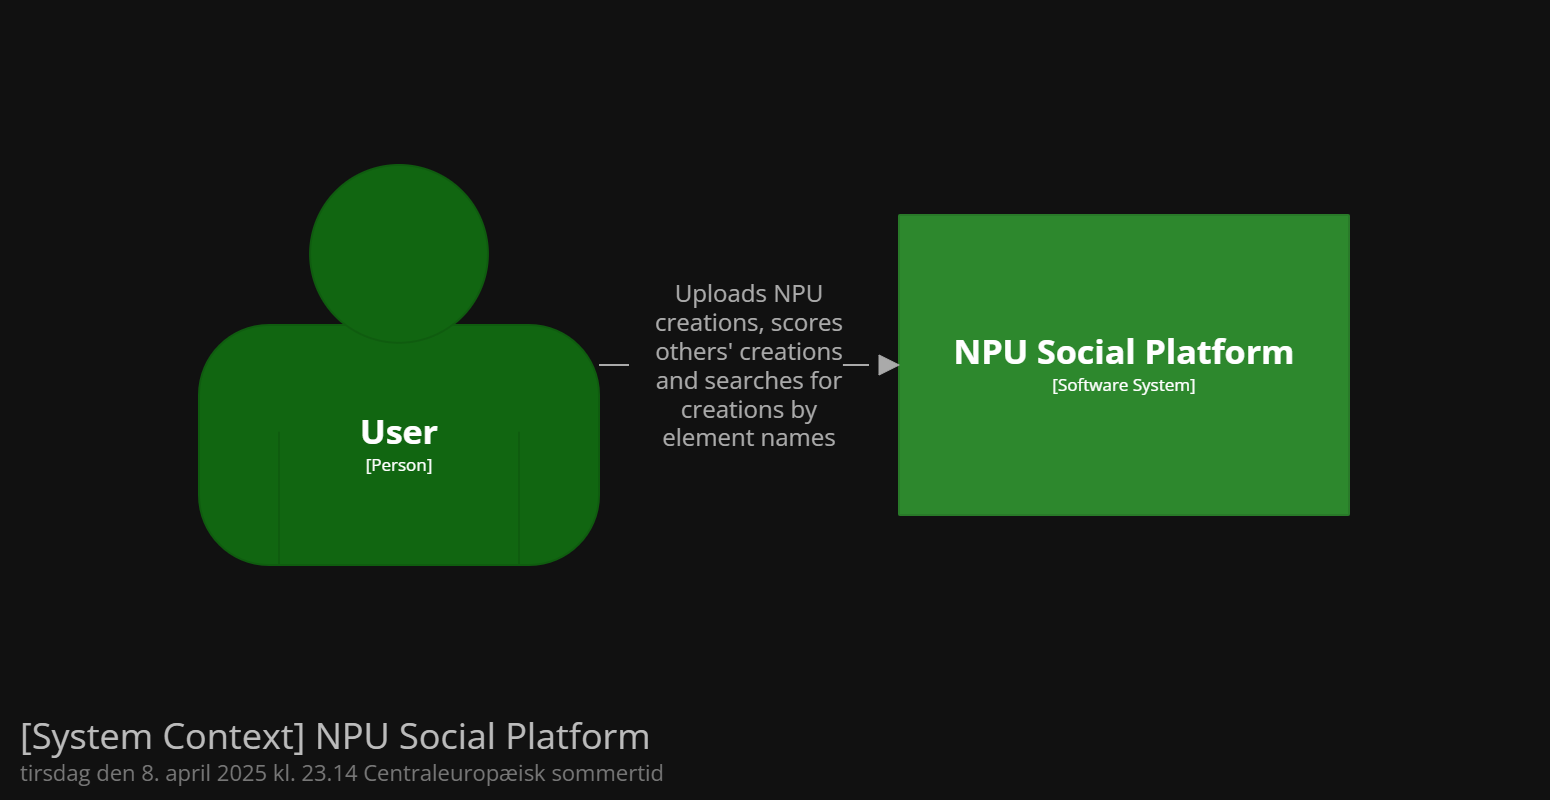 User
[Person]
Uploads NPU
creations, scores
others' creations
and searches for
creations by
element names
NPU Social Platform
[Software System]
[System Context] NPU Social Platform
tirsdag den 8. april 2025 kl. 23.14 Centraleuropæisk sommertid